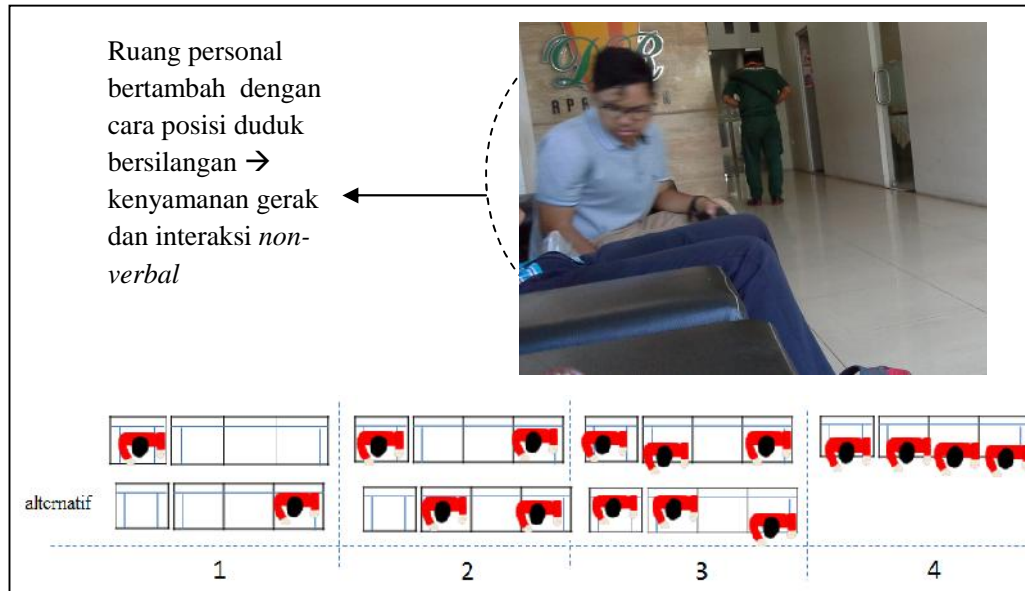 Ruang personal
bertambah dengan
cara posisi duduk
bersilangan →
kenyamanan gerak
dan interaksi non-
verbal
alternatif
1
2
3
4